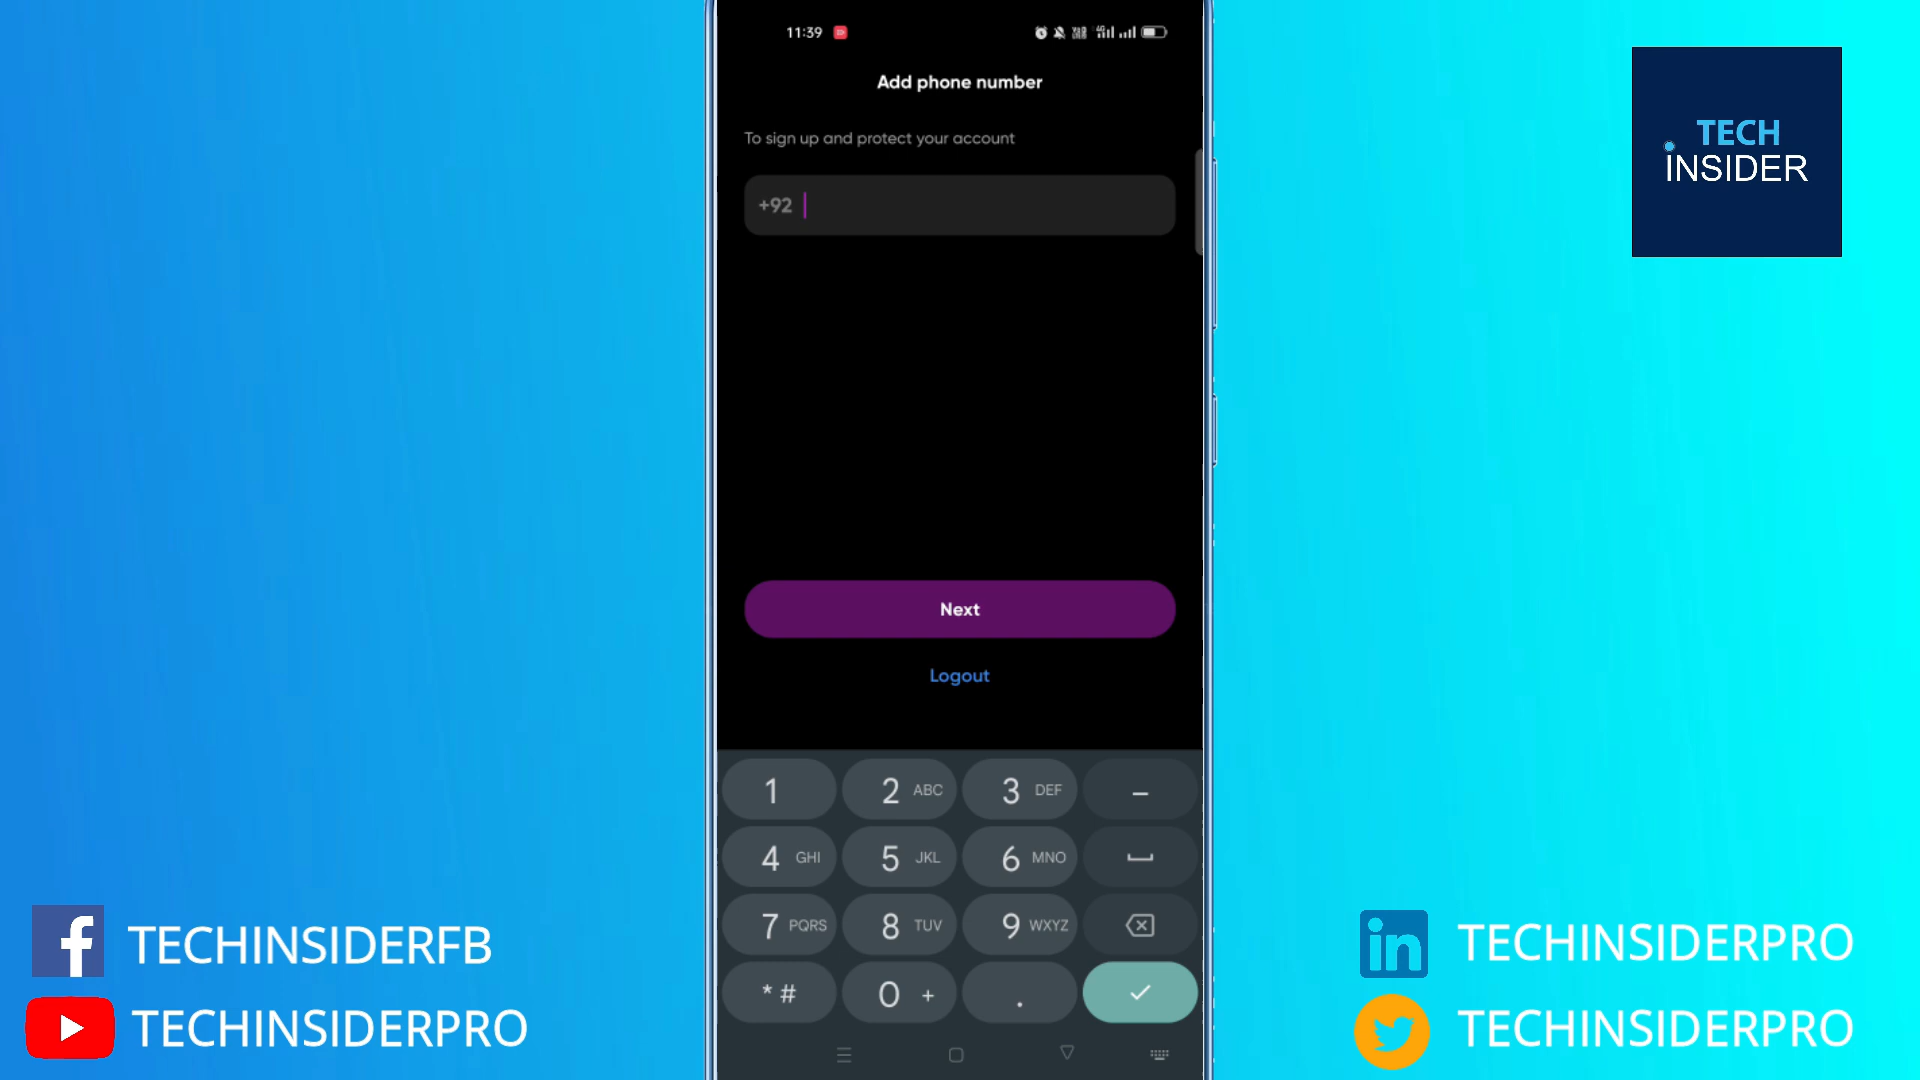 11:39
Add phone number
To sign up and protect your account
+92
Next
Logout
1
2 ABC
3 DEF
–
4 GHI
5 JKL
6 MNO
7 PQRS
8 TUV
9 WXYZ
* #
0 +
.
TECH
INSIDER
TECHINSIDERFB
TECHINSIDERPRO
in TECHINSIDERPRO
TECHINSIDERPRO